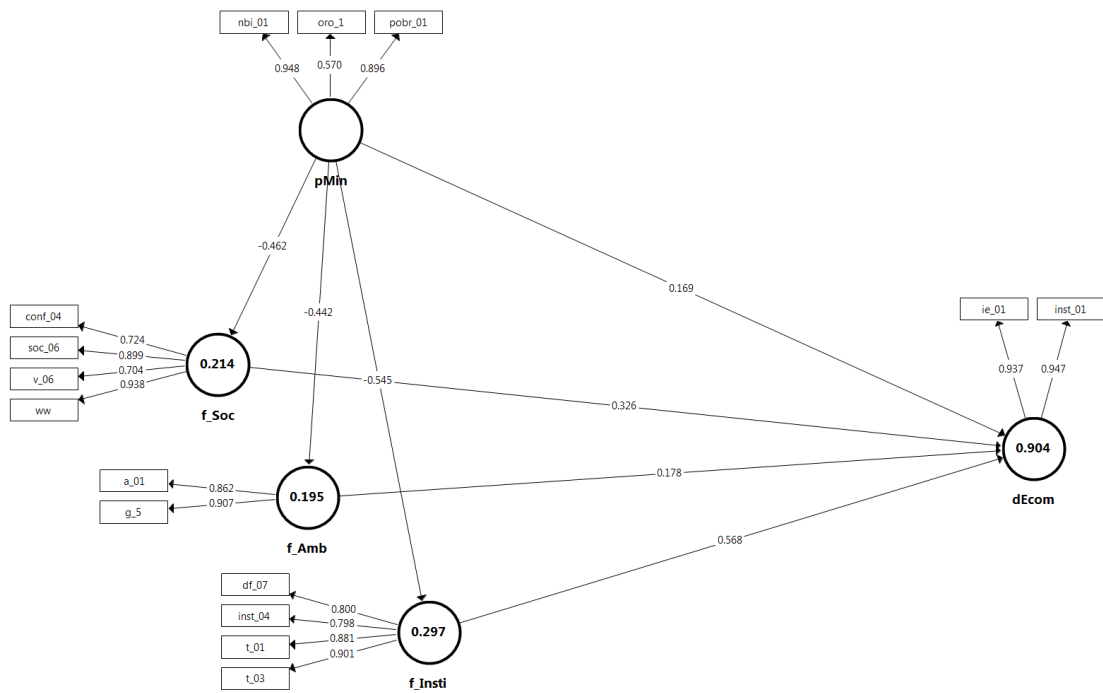 nbi_01 oro_1 pobr_01
0.948 0.570 0.896
pMin
-0.462
-0.442
-0.545
0.169
conf_04
soc_06
v_06
ww
0.724
0.899
0.704
0.938
0.214
f_Soc
0.326
ie_01 inst_01
0.937 0.947
0.904
dEcom
a_01
g_5
0.862
0.907
0.195
f_Amb
0.178
0.568
df_07
inst_04
t_01
t_03
0.800
0.798
0.881
0.901
0.297
f_Insti